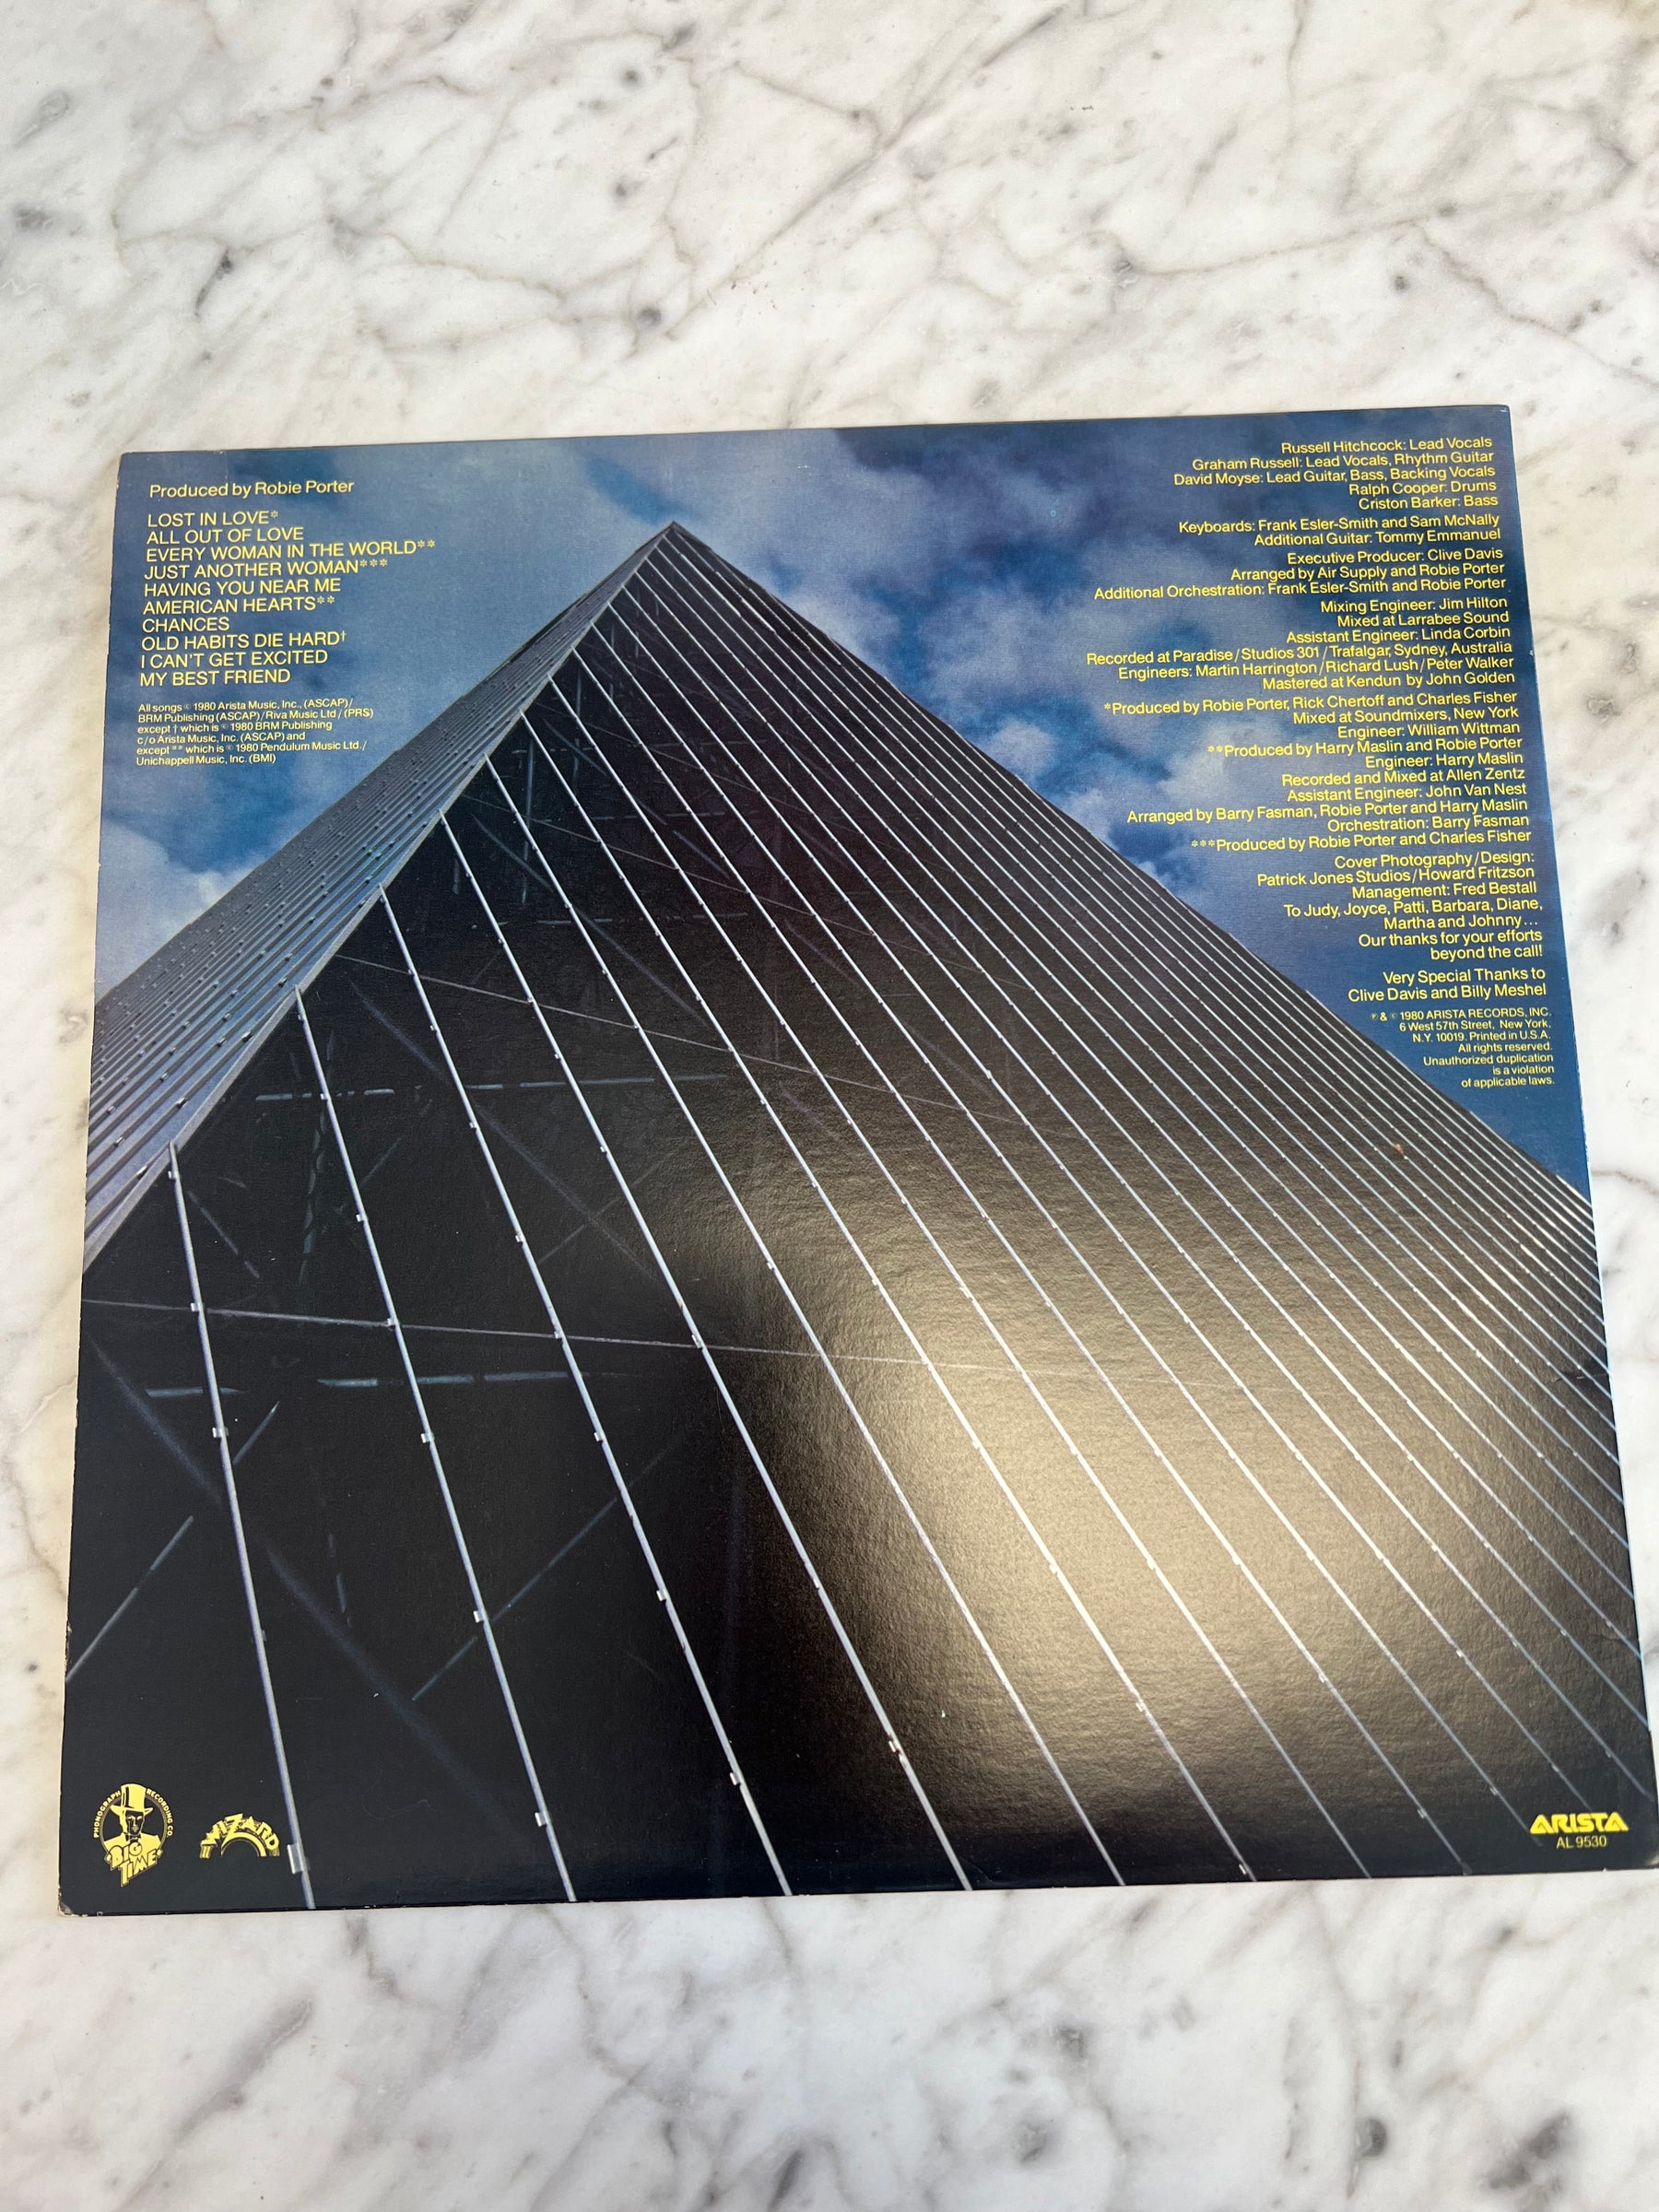 Produced by Robie Porter
LOST IN LOVE*
ALL OUT OF LOVE
EVERY WOMAN IN THE WORLD**
JUST ANOTHER WOMAN***
HAVING YOU NEAR ME
AMERICAN HEARTS**
CHANCES
OLD HABITS DIE HARD†
I CAN'T GET EXCITED
MY BEST FRIEND
All songs © 1980 Arista Music, Inc., (ASCAP)/
BRM Publishing (ASCAP)/Riva Music Ltd/(PRS)
except † which is © 1980 BRM Publishing
c/o Arista Music, Inc. (ASCAP) and
except ** which is © 1980 Pendulum Music Ltd./
Unichappell Music, Inc. (BMI)
Russell Hitchcock: Lead Vocals
Graham Russell: Lead Vocals, Rhythm Guitar
David Moyse: Lead Guitar, Bass, Backing Vocals
Ralph Cooper: Drums
Criston Barker: Bass
Keyboards: Frank Esler-Smith and Sam McNally
Additional Guitar: Tommy Emmanuel
Executive Producer: Clive Davis
Arranged by Air Supply and Robie Porter
Additional Orchestration: Frank Esler-Smith and Robie Porter
Mixing Engineer: Jim Hilton
Mixed at Larrabee Sound
Assistant Engineer: Linda Corbin
Recorded at Paradise/Studios 301/Trafalgar, Sydney, Australia
Engineers: Martin Harrington/Richard Lush/Peter Walker
Mastered at Kendun by John Golden
*Produced by Robie Porter, Rick Chertoff and Charles Fisher
Mixed at Soundmixers, New York
Engineer: William Wittman
**Produced by Harry Maslin and Robie Porter
Engineer: Harry Maslin
Recorded and Mixed at Allen Zentz
Assistant Engineer: John Van Nest
Arranged by Barry Fasman, Robie Porter and Harry Maslin
Orchestration: Barry Fasman
***Produced by Robie Porter and Charles Fisher
Cover Photography/Design:
Patrick Jones Studios/Howard Fritzson
Management: Fred Bestall
To Judy, Joyce, Patti, Barbara, Diane,
Martha and Johnny...
Our thanks for your efforts
beyond the call!
Very Special Thanks to
Clive Davis and Billy Meshel
℗ & © 1980 ARISTA RECORDS, INC.
6 West 57th Street, New York,
N.Y. 10019. Printed in U.S.A.
All rights reserved.
Unauthorized duplication
is a violation
of applicable laws.
PHONOGRAPH RECORDING CO.
BIG TIME
WIZARD
ARISTA
AL 9530